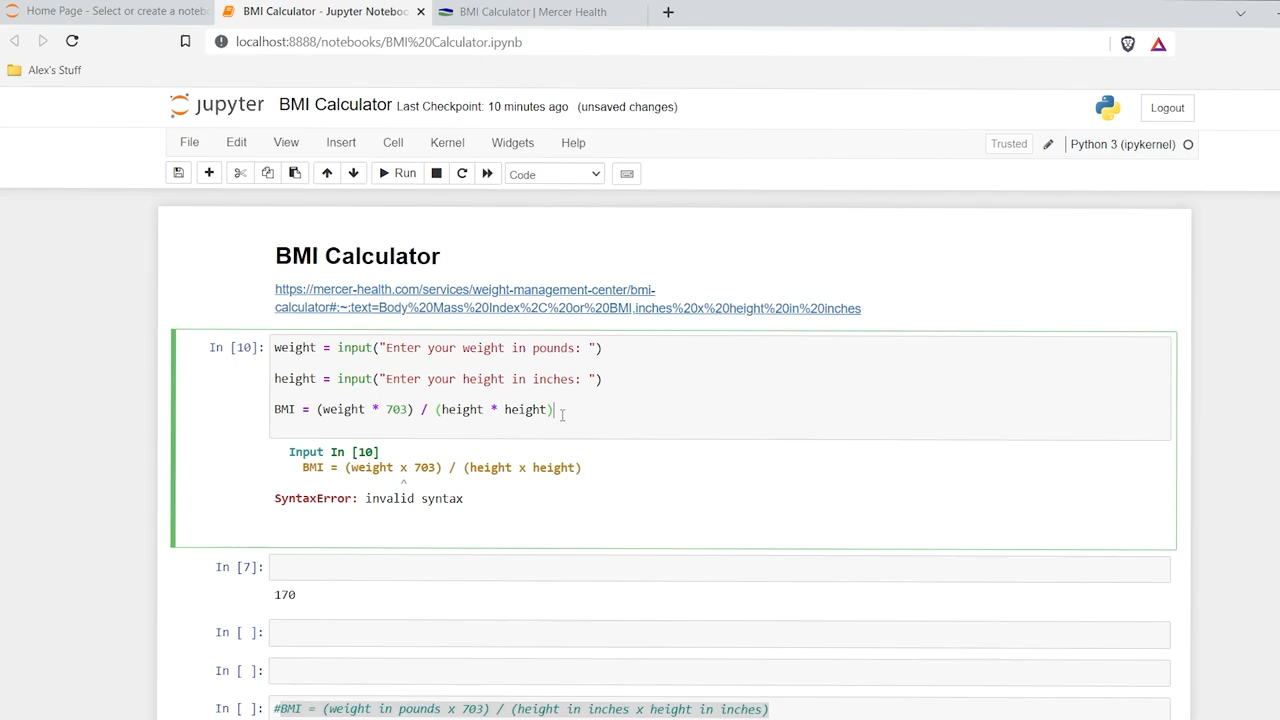 Home Page - Select or create a noteb
BMI Calculator - Jupyter Noteboo
BMI Calculator | Mercer Health
localhost:8888/notebooks/BMI%20Calculator.ipynb
Alex's Stuff
jupyter BMI Calculator Last Checkpoint: 10 minutes ago (unsaved changes)
Logout
File Edit View Insert Cell Kernel Widgets Help
Trusted Python 3 (ipykernel)
Run Code
BMI Calculator
https://mercer-health.com/services/weight-management-center/bmi-
calculator#:~:text=Body%20Mass%20Index%2C%20or%20BMI,inches%20x%20height%20in%20inches
In [10]: weight = input("Enter your weight in pounds: ")
height = input("Enter your height in inches: ")
BMI = (weight * 703) / (height * height)
Input In [10]
BMI = (weight x 703) / (height x height)
^
SyntaxError: invalid syntax
In [7]:
170
In [ ]:
In [ ]:
In [ ]: #BMI = (weight in pounds x 703) / (height in inches x height in inches)